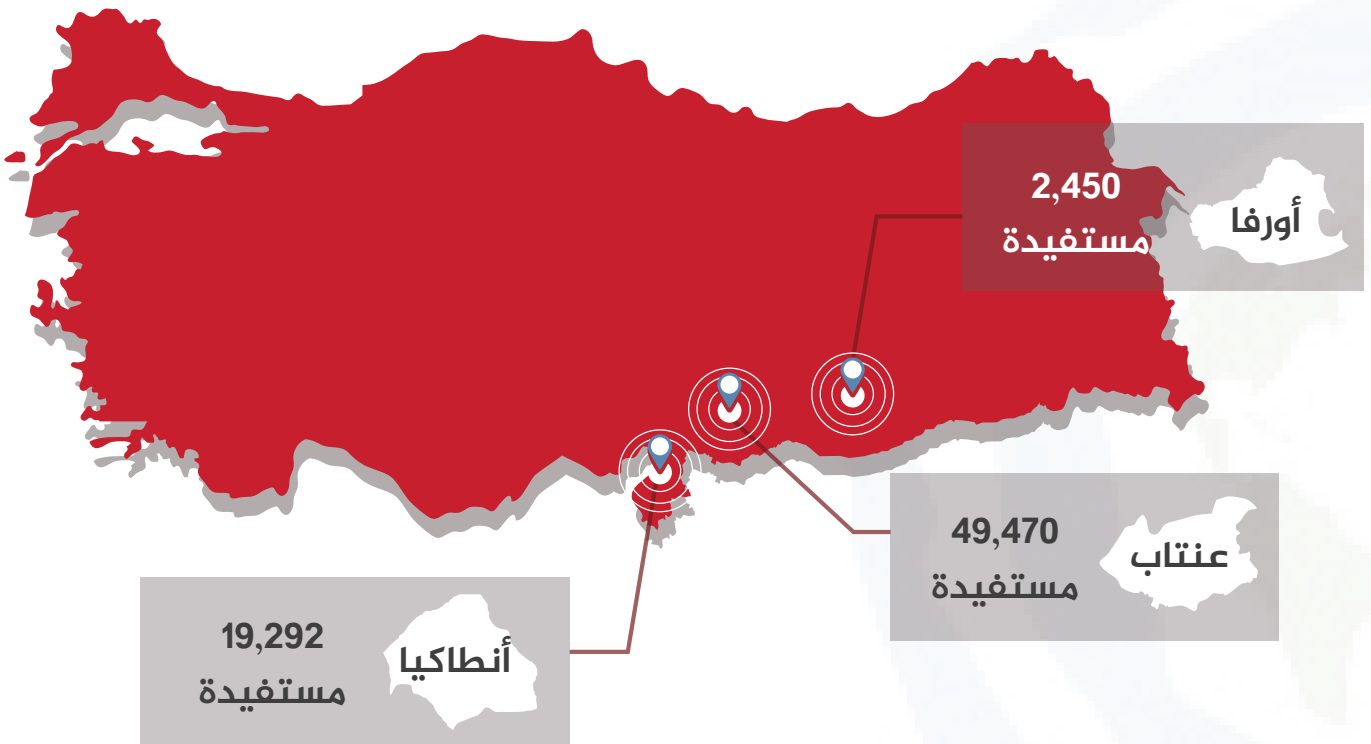 أورفا
2,450
مستفيدة
عنتاب
49,470
مستفيدة
أنطاكيا
19,292
مستفيدة